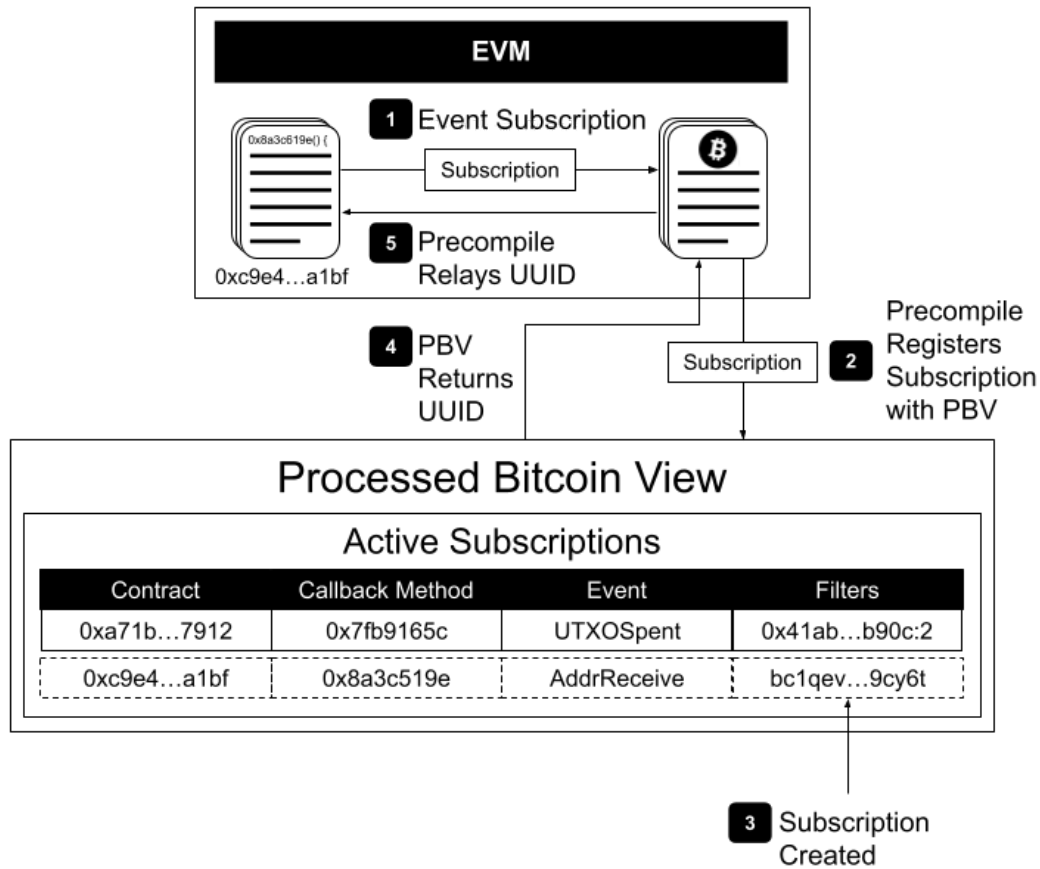 EVM
1 Event Subscription
0x8a3c619e() {
Subscription
5 Precompile
Relays UUID
0xc9e4…a1bf
4 PBV
Returns
UUID
Subscription
2 Precompile
Registers
Subscription
with PBV
Processed Bitcoin View
Active Subscriptions
Contract Callback Method Event Filters
0xa71b…7912 0x7fb9165c UTXOSpent 0x41ab…b90c:2
0xc9e4…a1bf 0x8a3c519e AddrReceive bc1qev…9cy6t
3 Subscription
Created